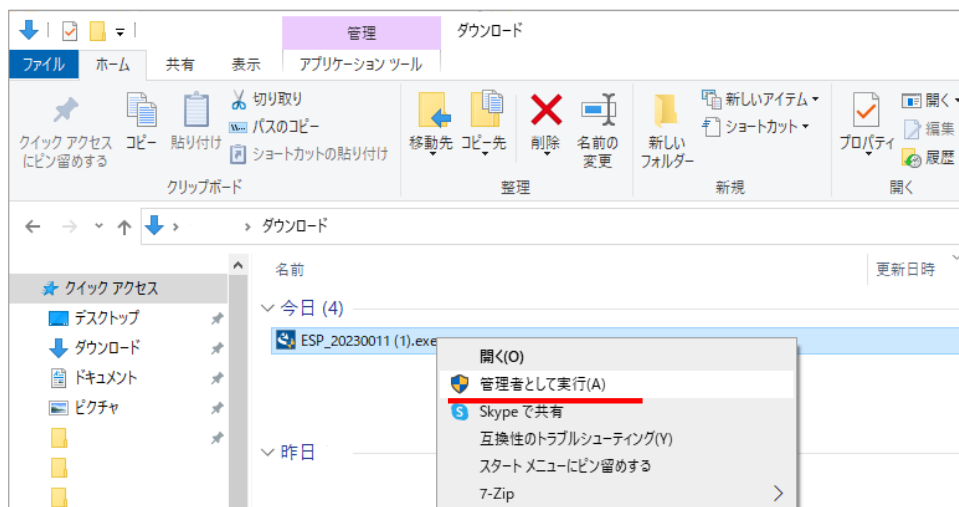 管理 ダウンロード
ファイル ホーム 共有 表示 アプリケーション ツール
クイック アクセス
にピン留めする
コピー
貼り付け
切り取り
パスのコピー
ショートカットの貼り付け
クリップボード
移動先
コピー先
削除
名前の
変更
整理
新しい
フォルダー
新しいアイテム
ショートカット
新規
プロパティ
開く
編集
履歴
開く
ダウンロード
クイック アクセス
デスクトップ
ダウンロード
ドキュメント
ピクチャ
名前 更新日時
今日 (4)
ESP_20230011 (1).exe
昨日
開く(O)
管理者として実行(A)
Skype で共有
互換性のトラブルシューティング(Y)
スタート メニューにピン留めする
7-Zip